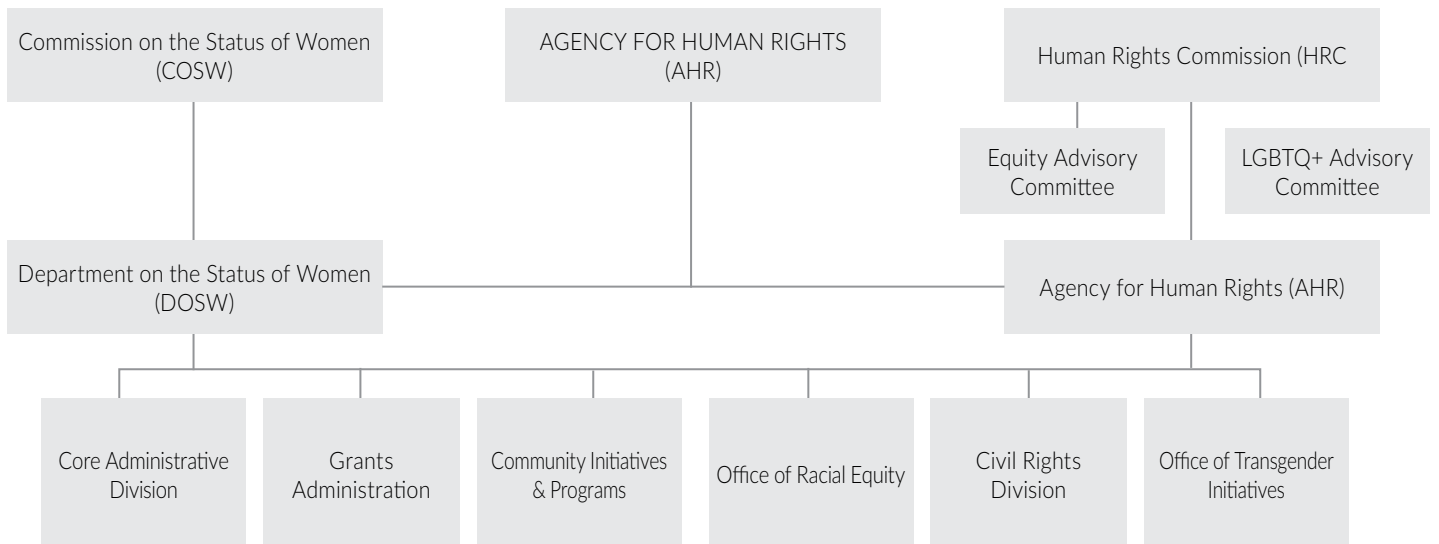 Commission on the Status of Women
(COSW)
AGENCY FOR HUMAN RIGHTS
(AHR)
Human Rights Commission (HRC
Equity Advisory
Committee
LGBTQ+ Advisory
Committee
Department on the Status of Women
(DOSW)
Agency for Human Rights (AHR)
Core Administrative
Division
Grants
Administration
Community Initiatives
& Programs
Office of Racial Equity
Civil Rights
Division
Office of Transgender
Initiatives